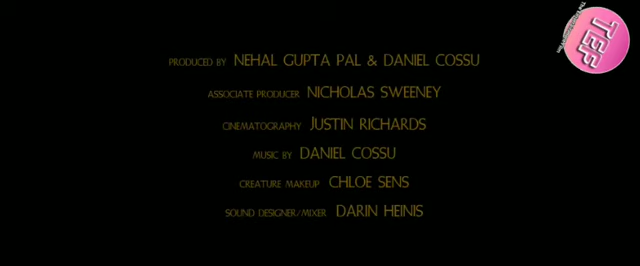 PRODUCED BY NEHAL GUPTA PAL & DANIEL COSSU
ASSOCIATE PRODUCER NICHOLAS SWEENEY
CINEMATOGRAPHY JUSTIN RICHARDS
MUSIC BY DANIEL COSSU
CREATURE MAKEUP CHLOE SENS
SOUND DESIGNER/MIXER DARIN HEINIS
TEF